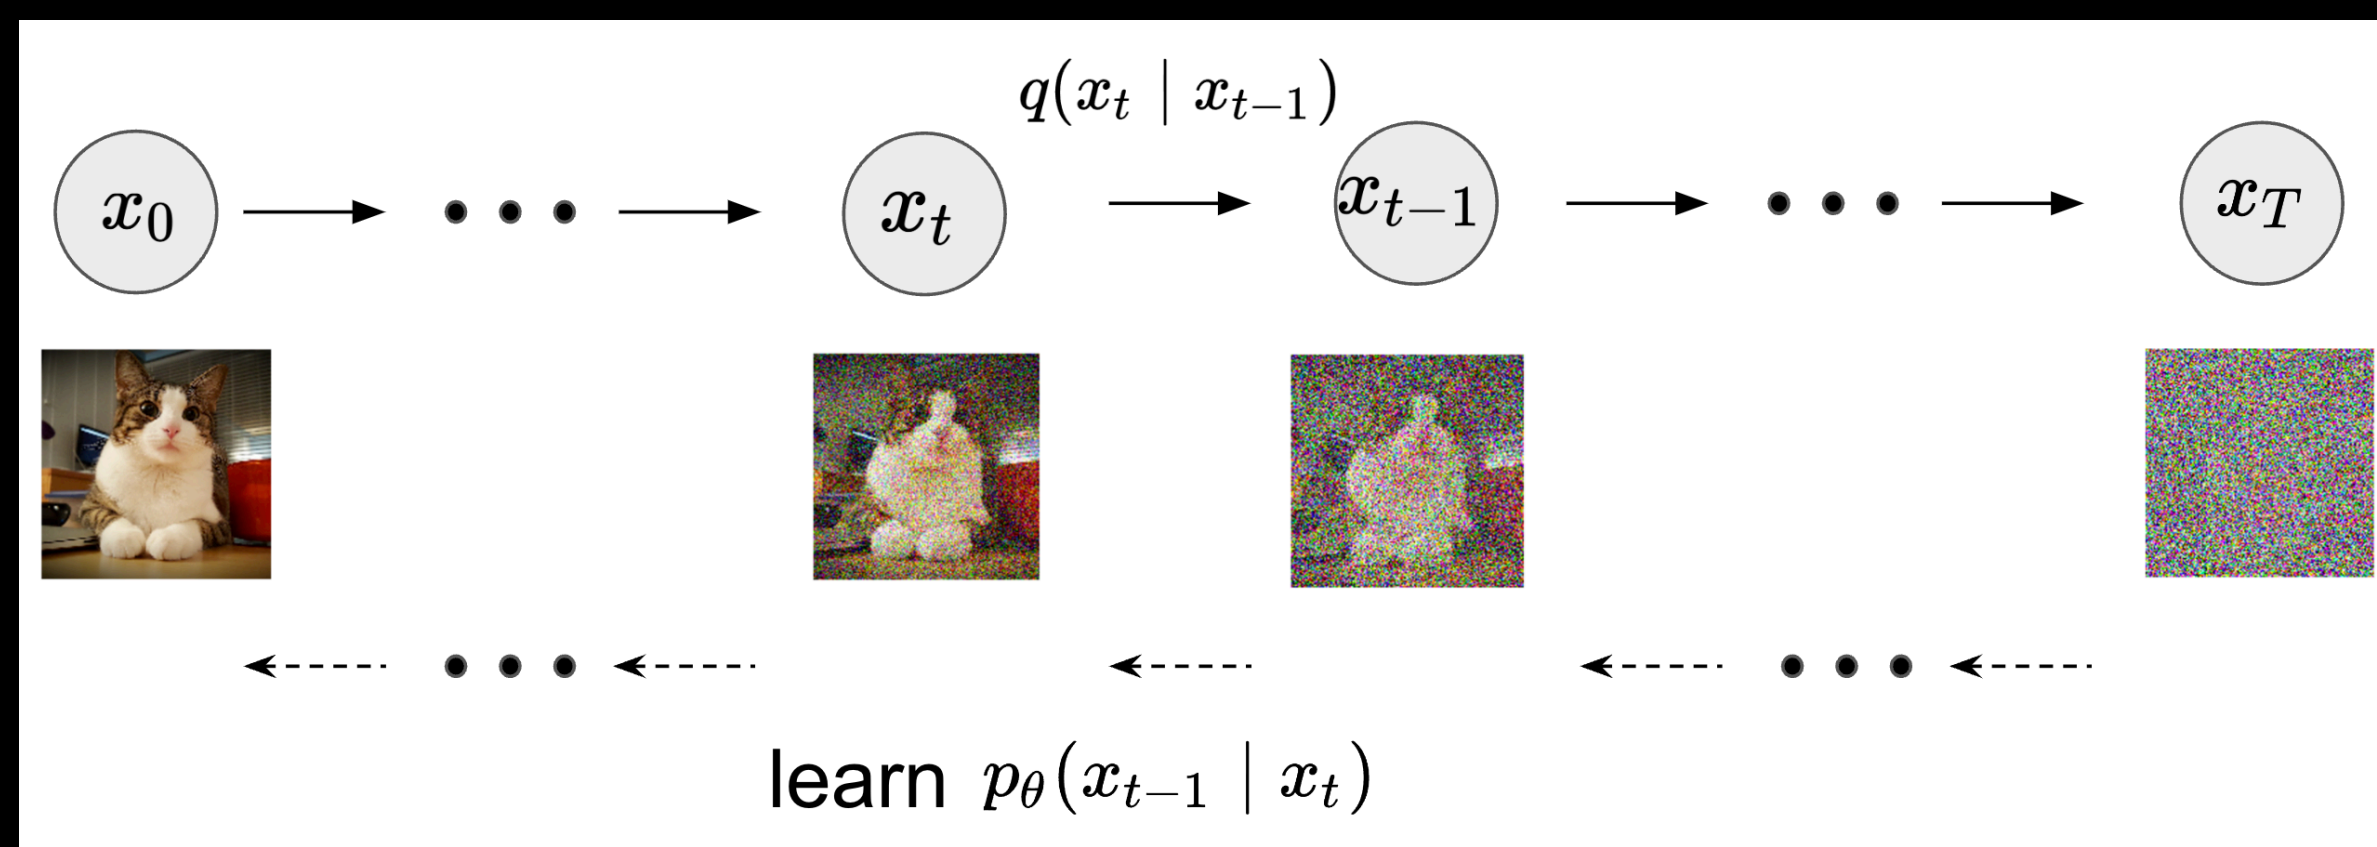 q(x_t | x_{t-1})
x_0 x_t x_{t-1} x_T
learn p_θ(x_{t-1} | x_t)